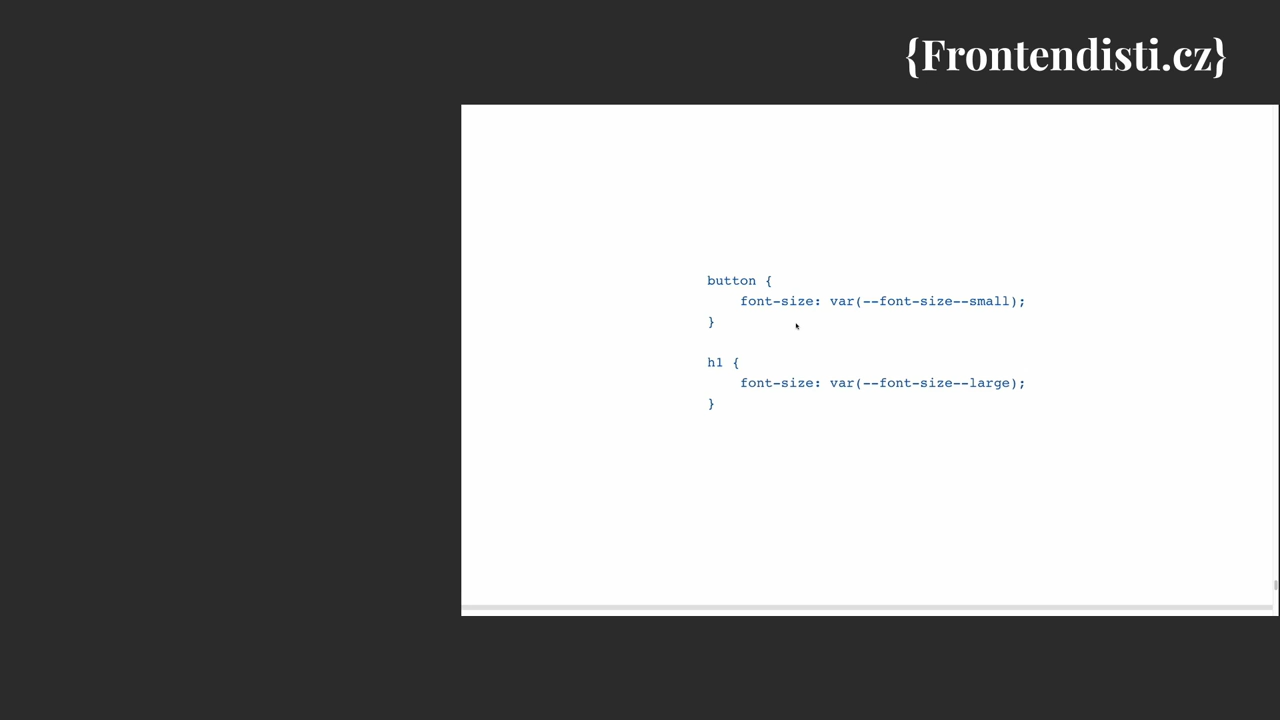 {Frontendisti.cz}
button {
    font-size: var(--font-size--small);
}
h1 {
    font-size: var(--font-size--large);
}